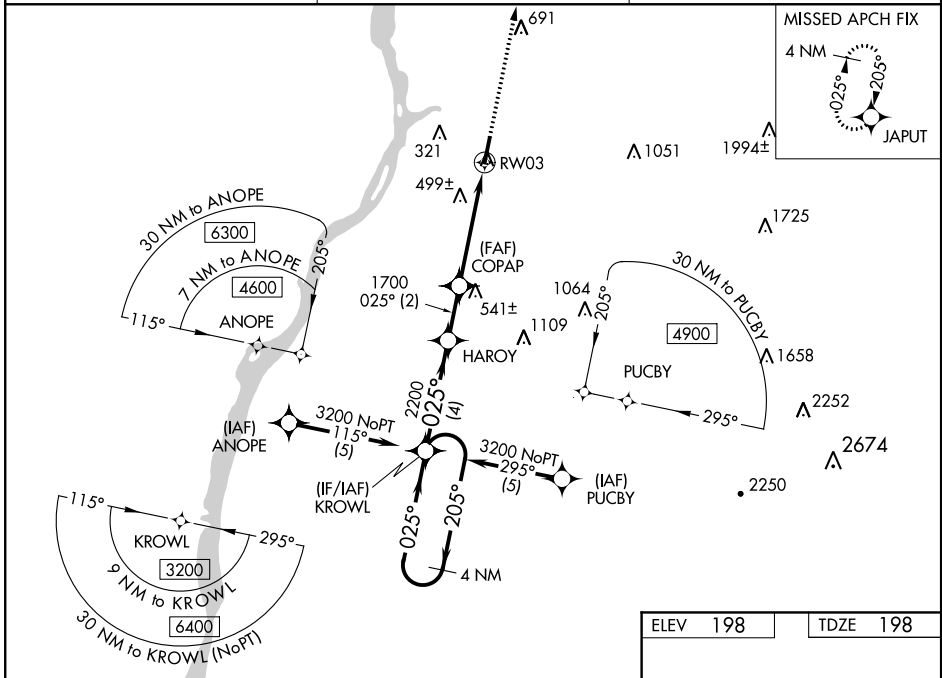 691
MISSED APCH FIX
4 NM
025°
205°
JAPUT
321
RW03
1051
1994±
499±
1725
30 NM to ANOPE
6300
7 NM to ANOPE
4600
205°
ANOPE
115°
(FAF)
COPAP
1700
025° (2)
541±
HAROY
1109
1064
30 NM to PUCBY
205°
4900
1658
PUCBY
295°
2252
2674
2250
2200
025°
(4)
(IAF)
ANOPE
3200 NoPT
115°
(5)
3200 NoPT
295°
(5)
(IAF)
PUCBY
(IF/IAF)
KROWL
025°
205°
4 NM
115°
KROWL
295°
3200
9 NM to KROWL
6400
30 NM to KROWL (NoPT)
ELEV 198
TDZE 198